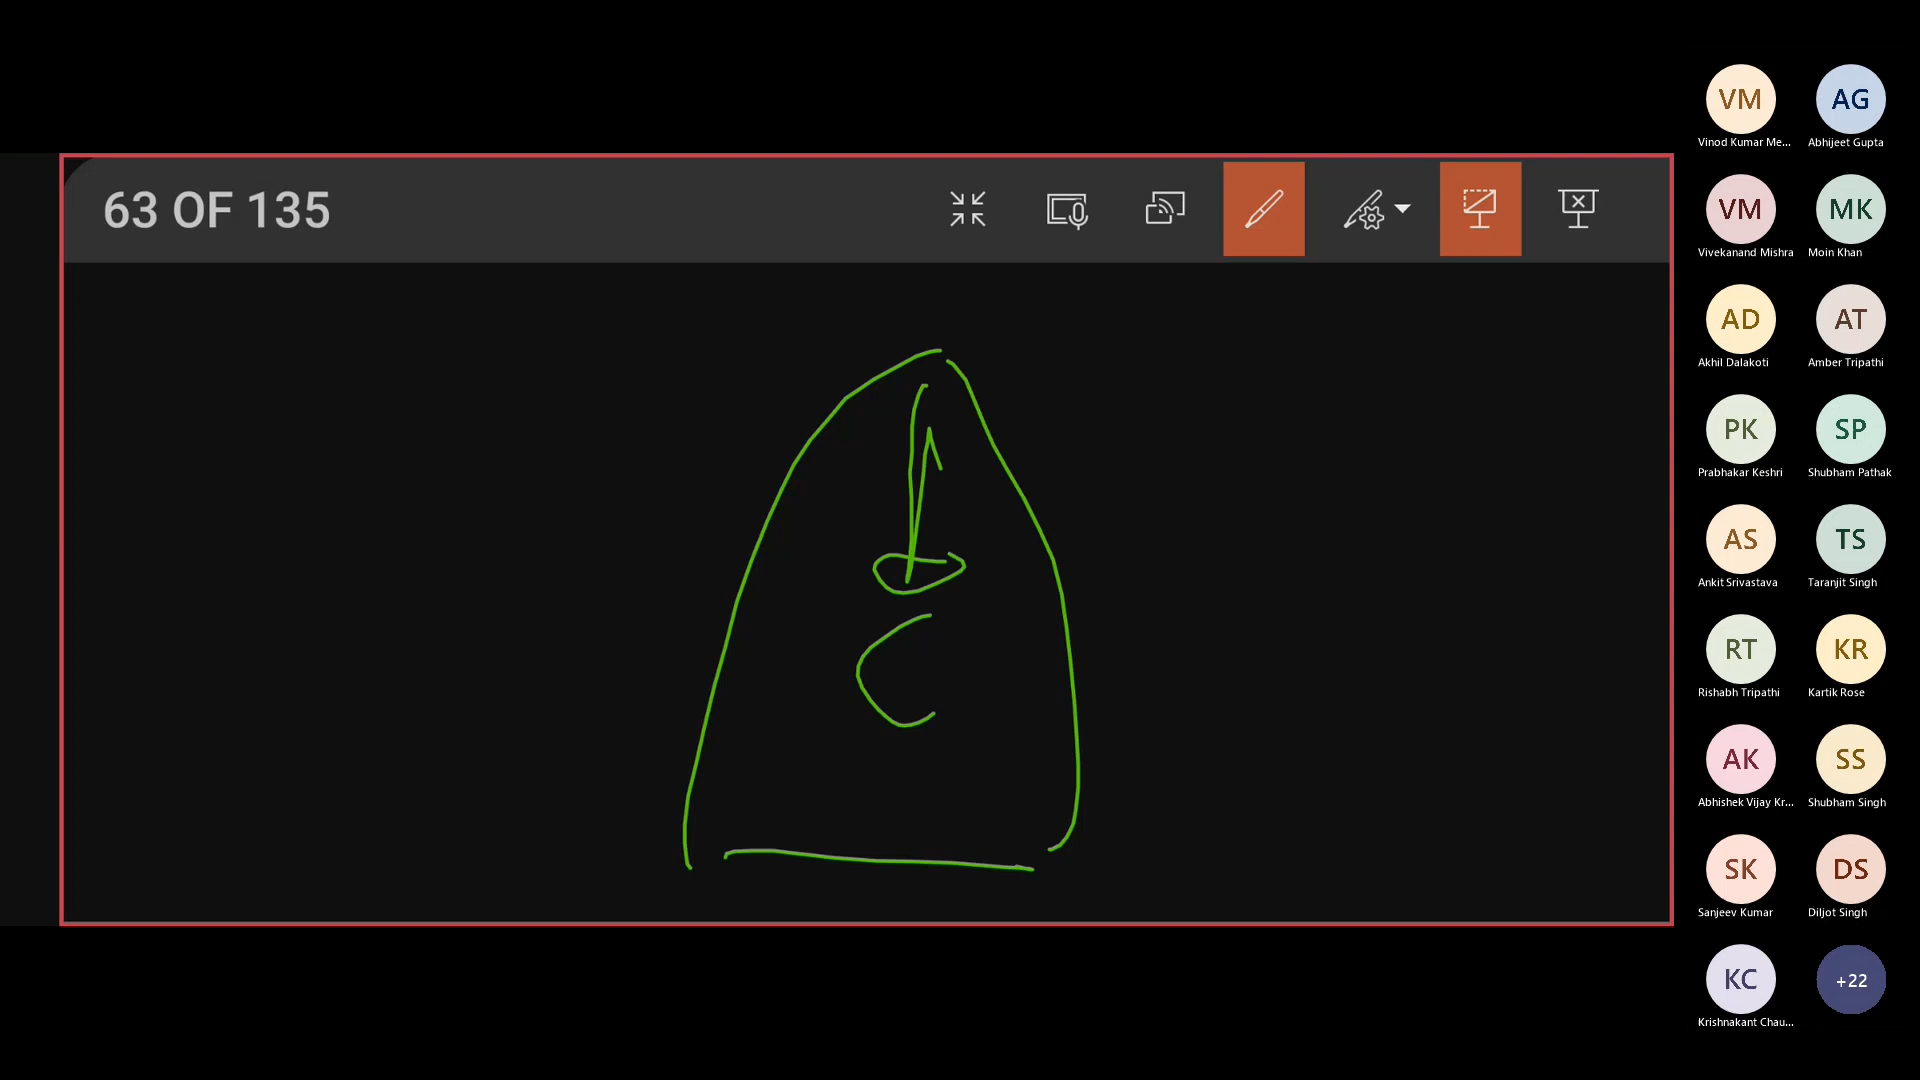 63 OF 135
C
VM AG
Vinod Kumar Me... Abhijeet Gupta
VM MK
Vivekanand Mishra Moin Khan
AD AT
Akhil Dalakoti Amber Tripathi
PK SP
Prabhakar Keshri Shubham Pathak
AS TS
Ankit Srivastava Taranjit Singh
RT KR
Rishabh Tripathi Kartik Rose
AK SS
Abhishek Vijay Kr... Shubham Singh
SK DS
Sanjeev Kumar Diljot Singh
KC +22
Krishnakant Chau...